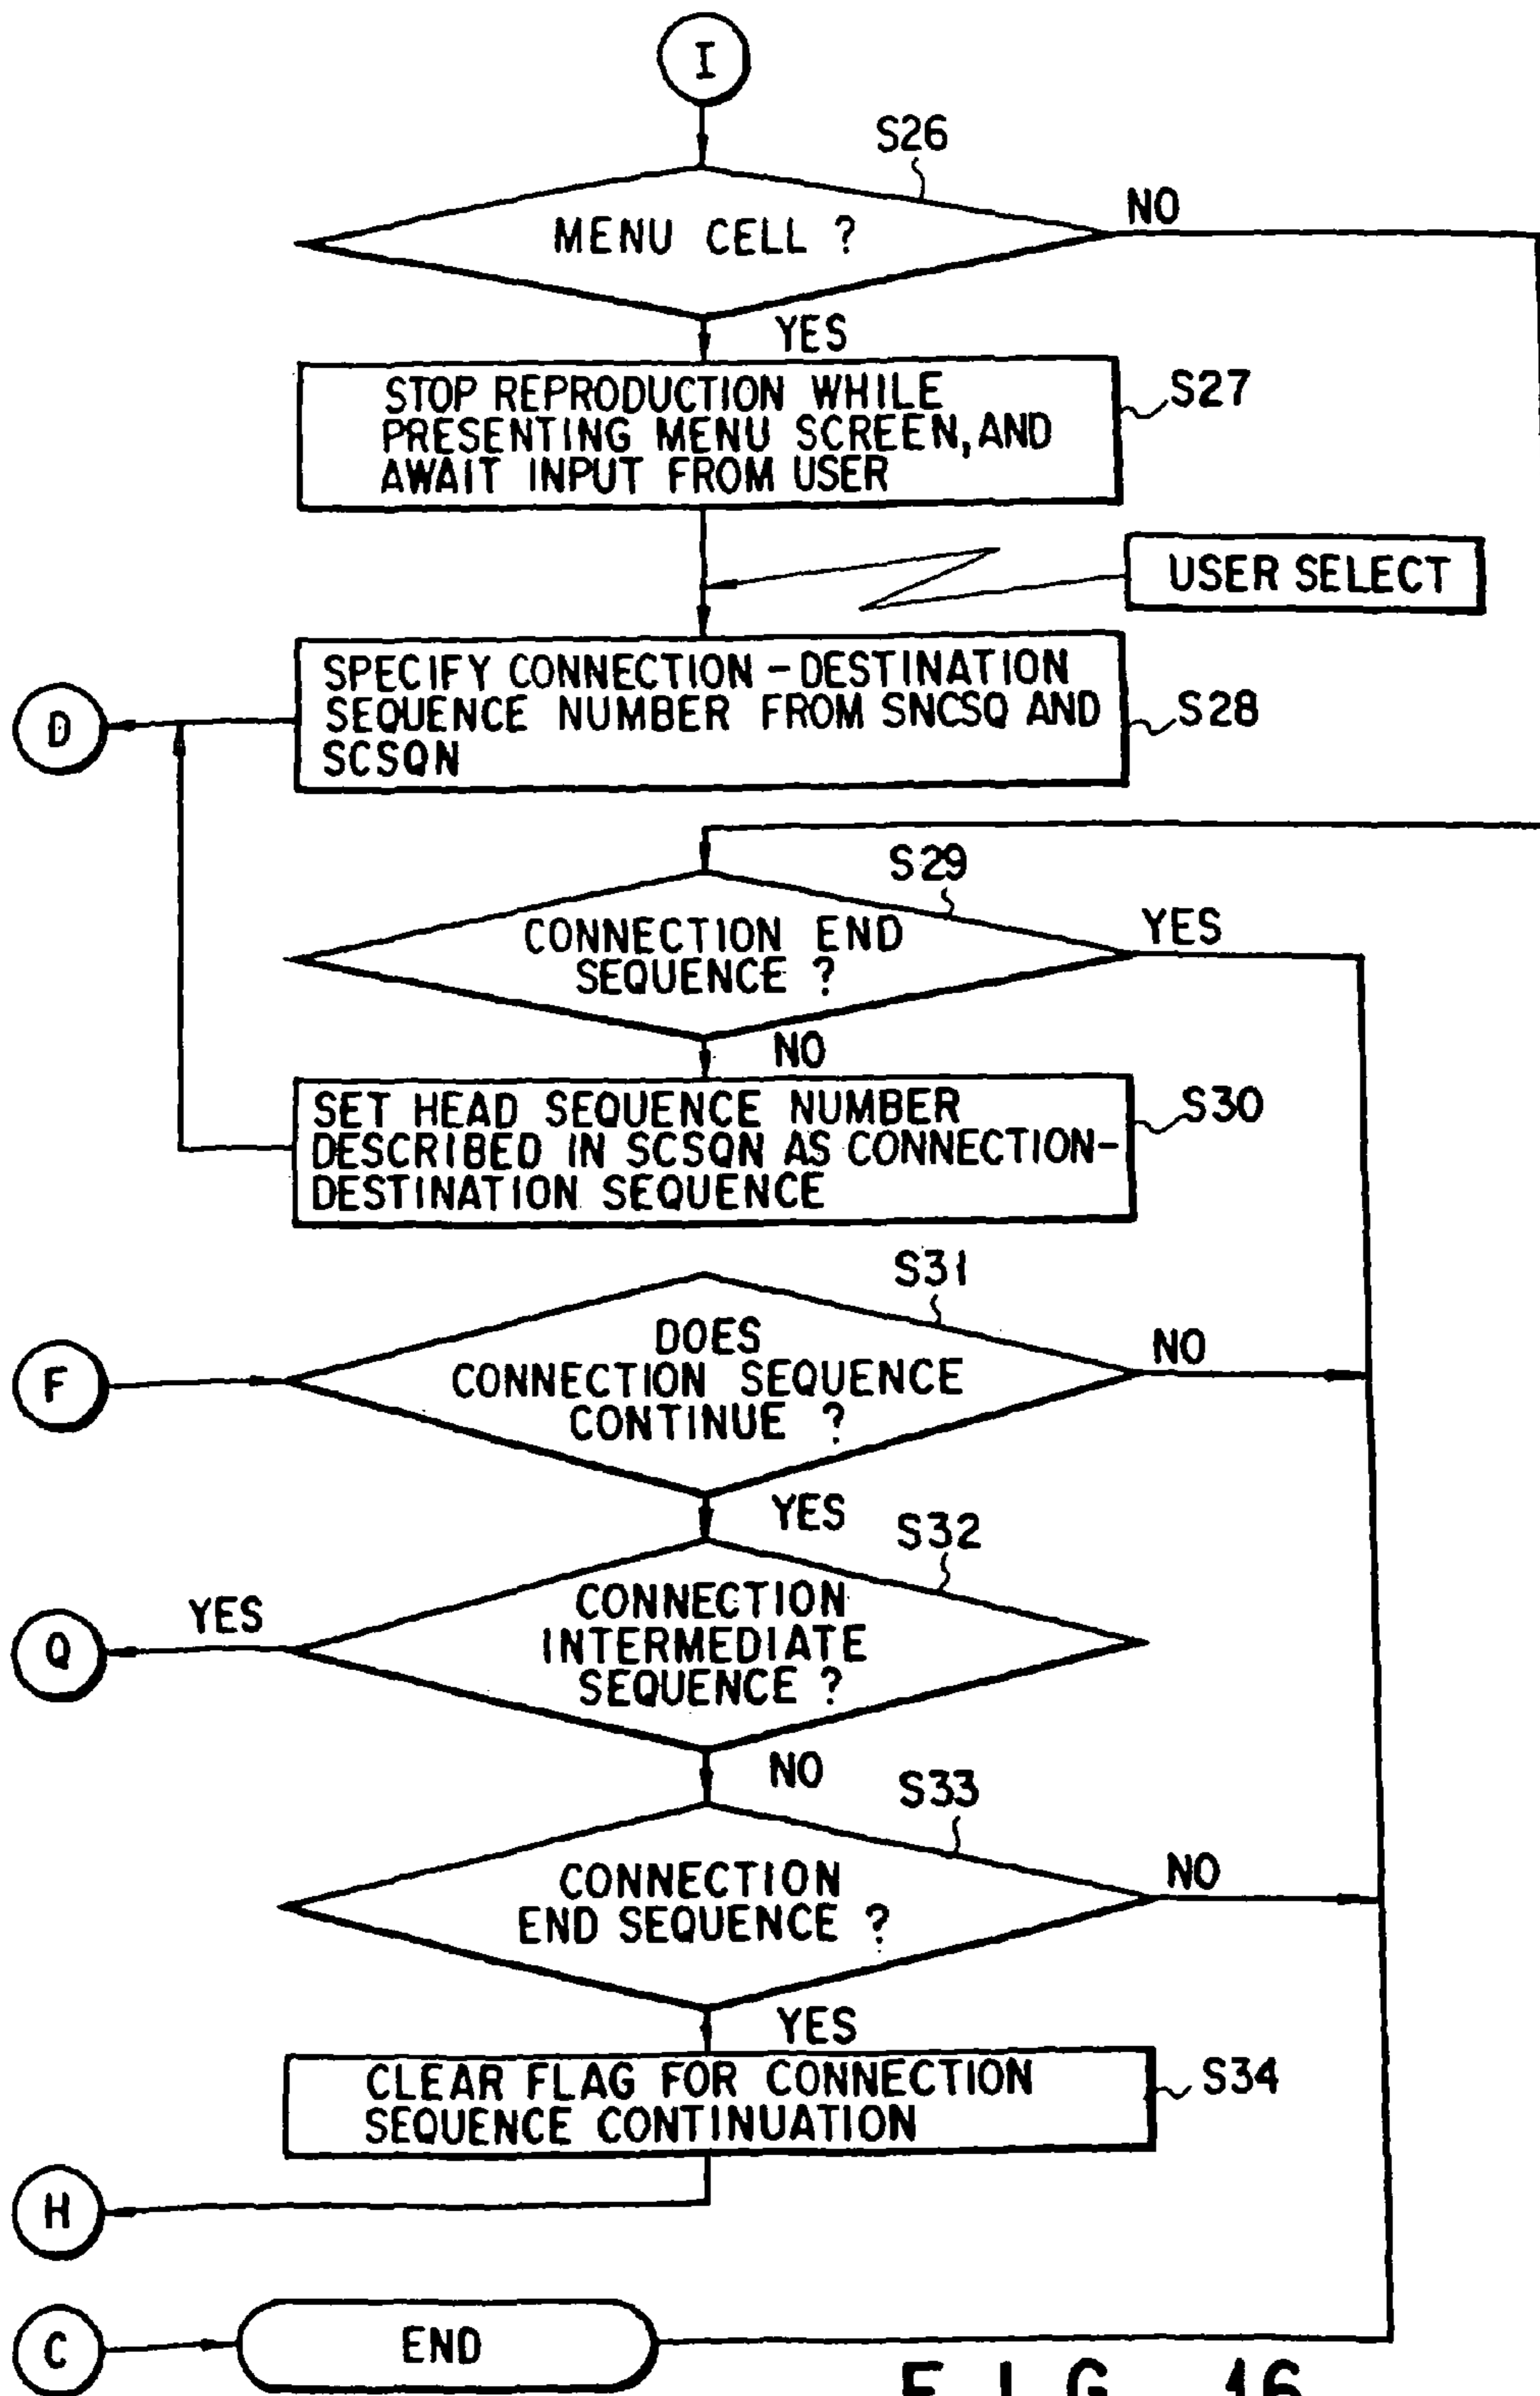 I
S26
MENU CELL ?
NO
YES
STOP REPRODUCTION WHILE
PRESENTING MENU SCREEN, AND
AWAIT INPUT FROM USER
S27
USER SELECT
SPECIFY CONNECTION-DESTINATION
SEQUENCE NUMBER FROM SNCSQ AND
SCSQN
S28
D
S29
CONNECTION END
SEQUENCE ?
YES
NO
SET HEAD SEQUENCE NUMBER
DESCRIBED IN SCSQN AS CONNECTION-
DESTINATION SEQUENCE
S30
S31
F
DOES
CONNECTION SEQUENCE
CONTINUE ?
NO
YES
S32
YES
Q
CONNECTION
INTERMEDIATE
SEQUENCE ?
NO
S33
CONNECTION
END SEQUENCE ?
NO
YES
CLEAR FLAG FOR CONNECTION
SEQUENCE CONTINUATION
S34
H
C
END
FIG. 16